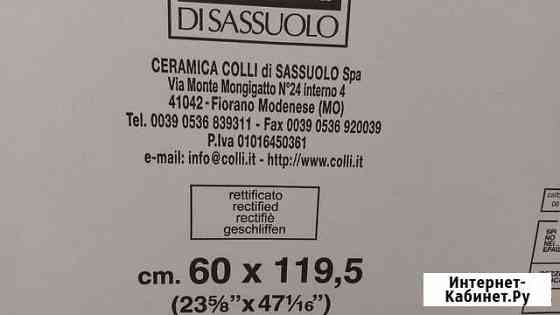 DI SASSUOLO
CERAMICA COLLI di SASSUOLO Spa
Via Monte Mongigatto N°24 interno 4
41042 - Fiorano Modenese (MO)
Tel. 0039 0536 839311 - Fax 0039 0536 920039
P.Iva 01016450361
e-mail: info@colli.it - http://www.colli.it
rettificato
rectified
rectifiè
geschliffen
cm. 60 x 119,5
(23⅝"x 47¹⁄₁₆")
Интернет-
Кабинет.Ру